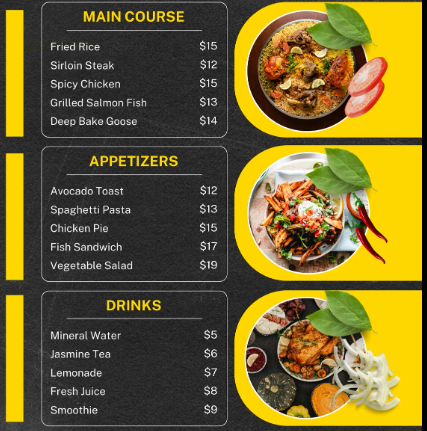 MAIN COURSE
Fried Rice $15
Sirloin Steak $12
Spicy Chicken $15
Grilled Salmon Fish $13
Deep Bake Goose $14
APPETIZERS
Avocado Toast $12
Spaghetti Pasta $13
Chicken Pie $15
Fish Sandwich $17
Vegetable Salad $19
DRINKS
Mineral Water $5
Jasmine Tea $6
Lemonade $7
Fresh Juice $8
Smoothie $9